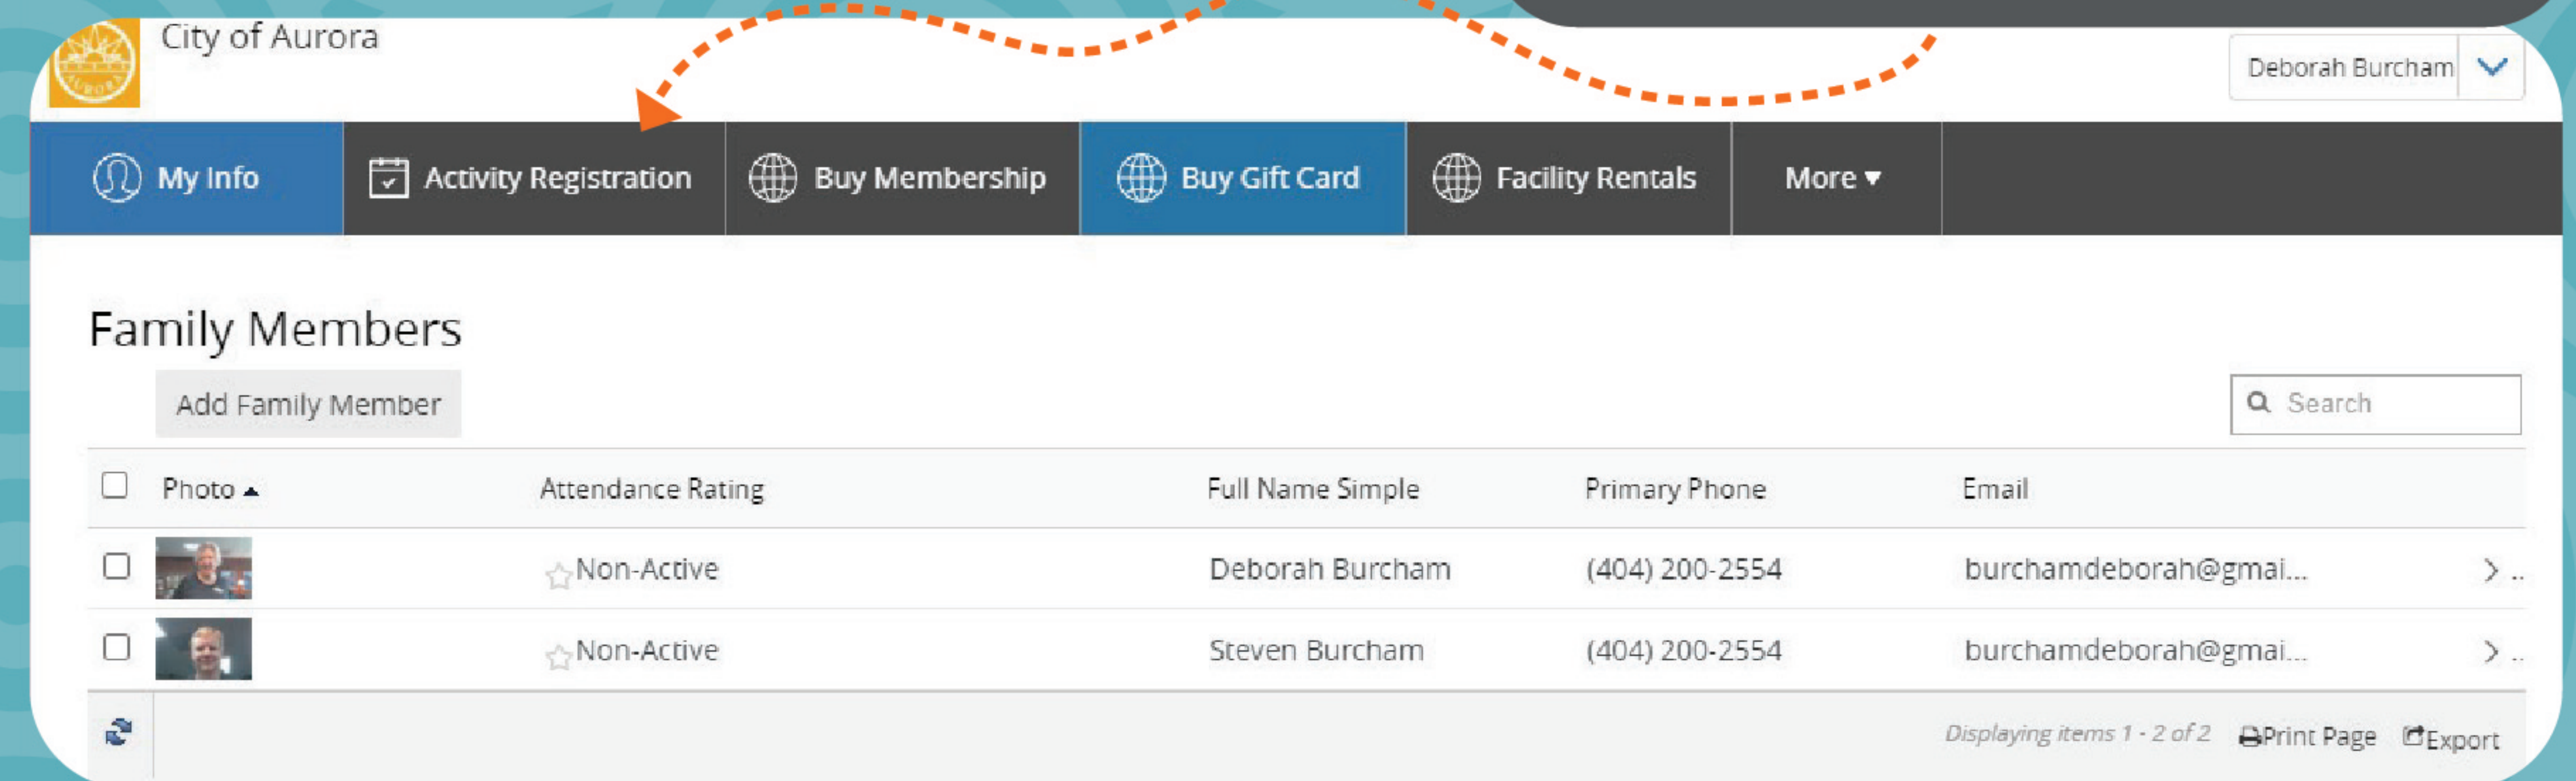 City of Aurora
AURORA
Deborah Burcham
My Info Activity Registration Buy Membership Buy Gift Card Facility Rentals More ▾
Family Members
Add Family Member Search
Photo Attendance Rating Full Name Simple Primary Phone Email
Non-Active Deborah Burcham (404) 200-2554 burchamdeborah@gmai... > ..
Non-Active Steven Burcham (404) 200-2554 burchamdeborah@gmai... > ..
Displaying items 1 - 2 of 2 Print Page Export